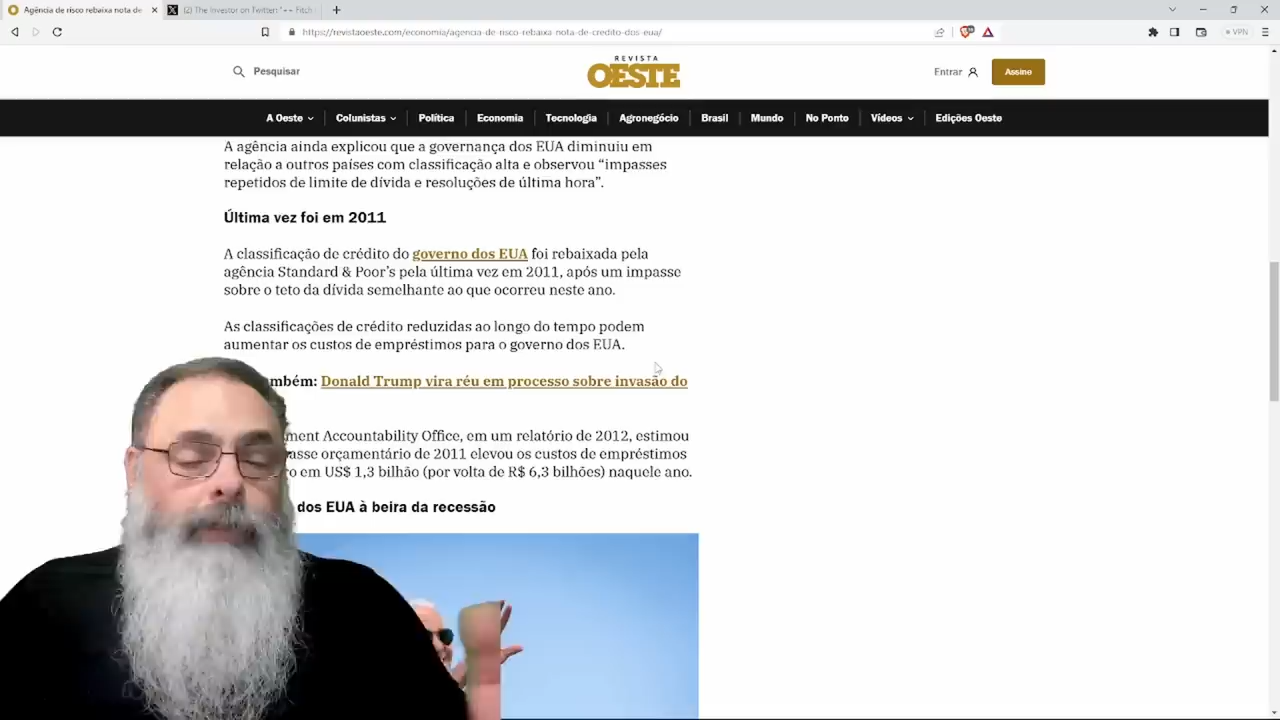 Agência de risco rebaixa nota de
The Investor on Twitter: "++ Fitch
https://revistaoeste.com/economia/agencia-de-risco-rebaixa-nota-de-credito-dos-eua/
VPN
Pesquisar
REVISTA
OESTE
Entrar
Assine
A Oeste
Colunistas
Política
Economia
Tecnologia
Agronegócio
Brasil
Mundo
No Ponto
Vídeos
Edições Oeste
A agência ainda explicou que a governança dos EUA diminuiu em
relação a outros países com classificação alta e observou “impasses
repetidos de limite de dívida e resoluções de última hora”.
Última vez foi em 2011
A classificação de crédito do governo dos EUA foi rebaixada pela
agência Standard & Poor’s pela última vez em 2011, após um impasse
sobre o teto da dívida semelhante ao que ocorreu neste ano.
As classificações de crédito reduzidas ao longo do tempo podem
aumentar os custos de empréstimos para o governo dos EUA.
mbém: Donald Trump vira réu em processo sobre invasão do
ment Accountability Office, em um relatório de 2012, estimou
asse orçamentário de 2011 elevou os custos de empréstimos
ro em US$ 1,3 bilhão (por volta de R$ 6,3 bilhões) naquele ano.
dos EUA à beira da recessão